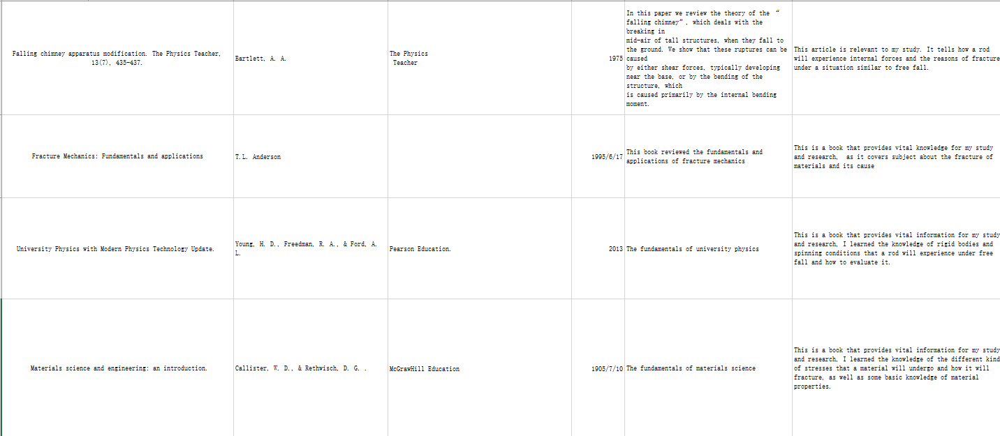 Falling chimney apparatus modification. The Physics Teacher,
13(7), 435-437.
Bartlett, A. A.
The Physics
Teacher
1975
In this paper we review the theory of the “
falling chimney”, which deals with the
breaking in
mid-air of tall structures, when they fall to
the ground. We show that these ruptures can be
caused
by either shear forces, typically developing
near the base, or by the bending of the
structure, which
is caused primarily by the internal bending
moment.
This article is relevant to my study. It tells how a rod
will experience internal forces and the reasons of fracture
under a situation similar to free fall.
Fracture Mechanics: Fundamentals and applications
T.L. Anderson
1995/6/17
This book reviewed the fundamentals and
applications of fracture mechanics
This is a book that provides vital knowledge for my study
and research, as it covers subject about the fracture of
materials and its cause
University Physics with Modern Physics Technology Update.
Young, H. D., Freedman, R. A., & Ford, A.
L.
Pearson Education.
2013
The fundamentals of university physics
This is a book that provides vital information for my study
and research, I learned the knowledge of rigid bodies and
spinning conditions that a rod will experience under free
fall and how to evaluate it.
Materials science and engineering: an introduction.
Callister, W. D., & Rethwisch, D. G. .
McGrawHill Education
1905/7/10
The fundamentals of materials science
This is a book that provides vital information for my study
and research, I learned the knowledge of the different kind
of stresses that a material will undergo and how it will
fracture, as well as some basic knowledge of material
properties.